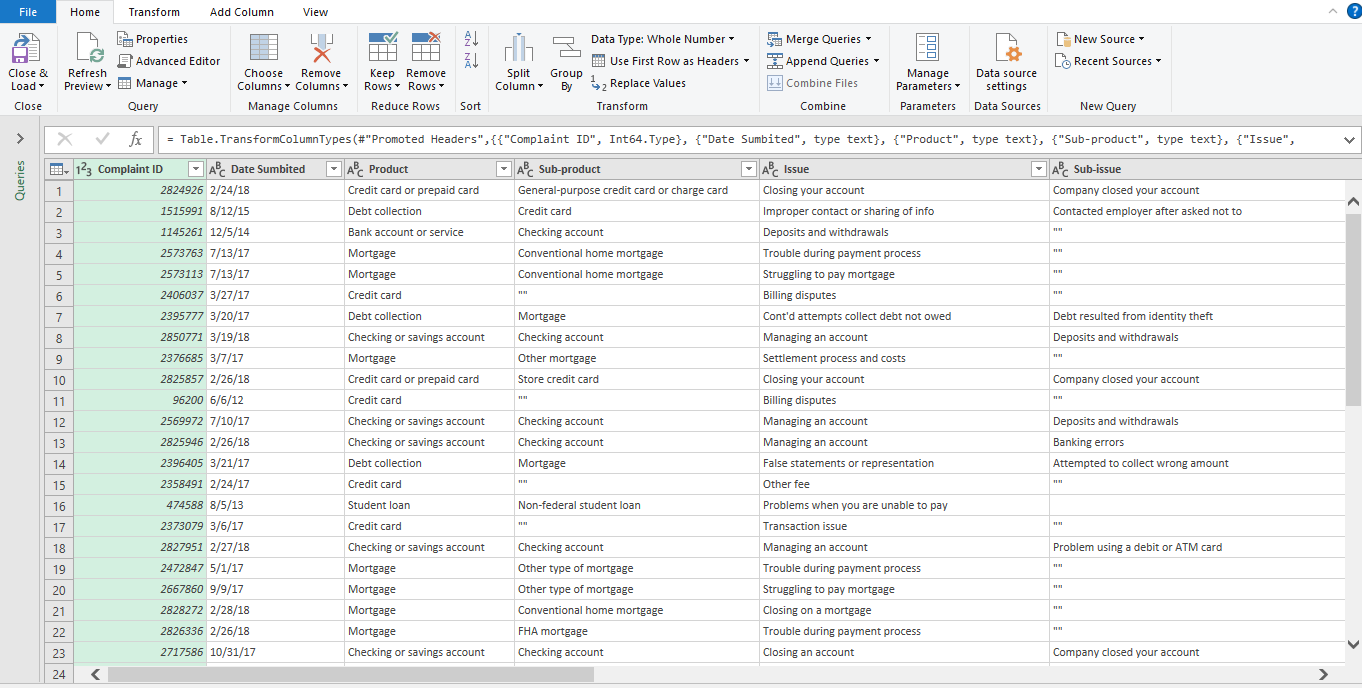 File Home Transform Add Column View
Close & Load Refresh Preview Properties Advanced Editor Manage Choose Columns Remove Columns Keep Rows Remove Rows Split Column Group By Data Type: Whole Number Use First Row as Headers Replace Values Merge Queries Append Queries Combine Files Manage Parameters Data source settings New Source Recent Sources
Close Query Manage Columns Reduce Rows Sort Transform Combine Parameters Data Sources New Query
Queries
fx = Table.TransformColumnTypes(#"Promoted Headers",{{"Complaint ID", Int64.Type}, {"Date Sumbited", type text}, {"Product", type text}, {"Sub-product", type text}, {"Issue",
123 Complaint ID ABC Date Sumbited ABC Product ABC Sub-product ABC Issue ABC Sub-issue
1 2824926 2/24/18 Credit card or prepaid card General-purpose credit card or charge card Closing your account Company closed your account
2 1515991 8/12/15 Debt collection Credit card Improper contact or sharing of info Contacted employer after asked not to
3 1145261 12/5/14 Bank account or service Checking account Deposits and withdrawals ""
4 2573763 7/13/17 Mortgage Conventional home mortgage Trouble during payment process ""
5 2573113 7/13/17 Mortgage Conventional home mortgage Struggling to pay mortgage ""
6 2406037 3/27/17 Credit card "" Billing disputes ""
7 2395777 3/20/17 Debt collection Mortgage Cont'd attempts collect debt not owed Debt resulted from identity theft
8 2850771 3/19/18 Checking or savings account Checking account Managing an account Deposits and withdrawals
9 2376685 3/7/17 Mortgage Other mortgage Settlement process and costs ""
10 2825857 2/26/18 Credit card or prepaid card Store credit card Closing your account Company closed your account
11 96200 6/6/12 Credit card "" Billing disputes ""
12 2569972 7/10/17 Checking or savings account Checking account Managing an account Deposits and withdrawals
13 2825946 2/26/18 Checking or savings account Checking account Managing an account Banking errors
14 2396405 3/21/17 Debt collection Mortgage False statements or representation Attempted to collect wrong amount
15 2358491 2/24/17 Credit card "" Other fee ""
16 474588 8/5/13 Student loan Non-federal student loan Problems when you are unable to pay
17 2373079 3/6/17 Credit card "" Transaction issue ""
18 2827951 2/27/18 Checking or savings account Checking account Managing an account Problem using a debit or ATM card
19 2472847 5/1/17 Mortgage Other type of mortgage Trouble during payment process ""
20 2667860 9/9/17 Mortgage Other type of mortgage Struggling to pay mortgage ""
21 2828272 2/28/18 Mortgage Conventional home mortgage Closing on a mortgage ""
22 2826336 2/26/18 Mortgage FHA mortgage Trouble during payment process ""
23 2717586 10/31/17 Checking or savings account Checking account Closing an account Company closed your account
24